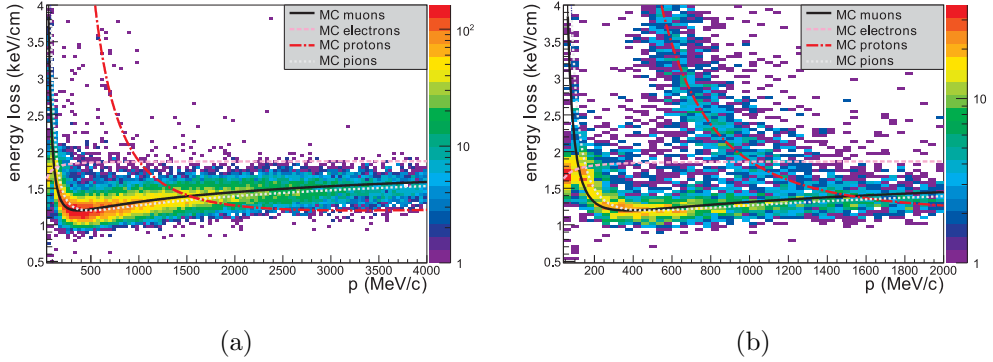 energy loss (keV/cm)
4
3.5
3
2.5
2
1.5
1
0.5
500 1000 1500 2000 2500 3000 3500 4000
p (MeV/c)
MC muons
MC electrons
MC protons
MC pions
10²
10
1
(a)
energy loss (keV/cm)
4
3.5
3
2.5
2
1.5
1
0.5
200 400 600 800 1000 1200 1400 1600 1800 2000
p (MeV/c)
MC muons
MC electrons
MC protons
MC pions
10
1
(b)